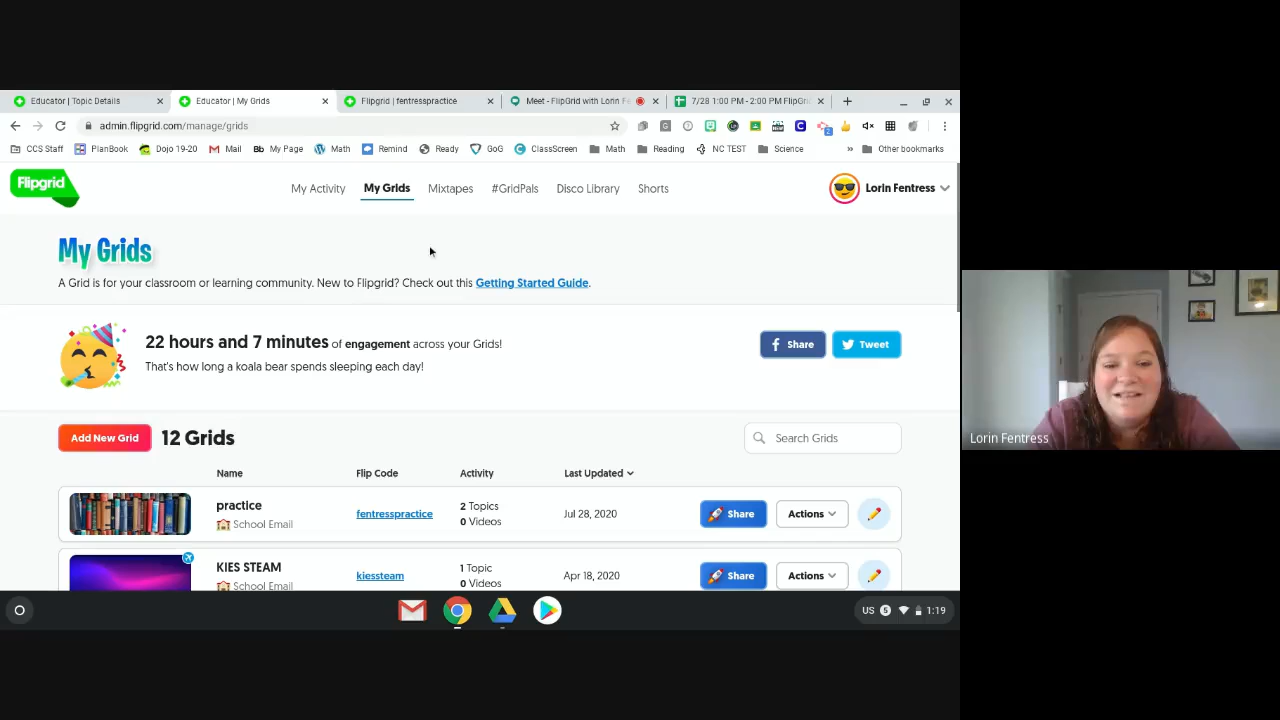 Educator | Topic Details
Educator | My Grids
Flipgrid | fentresspractice
Meet - FlipGrid with Lorin Fe
7/28 1:00 PM - 2:00 PM FlipGri
admin.flipgrid.com/manage/grids
CCS Staff PlanBook Dojo 19-20 Mail Bb My Page Math Remind Ready GoG ClassScreen Math Reading NC TEST Science » Other bookmarks
Flipgrid
My Activity My Grids Mixtapes #GridPals Disco Library Shorts
Lorin Fentress
My Grids
A Grid is for your classroom or learning community. New to Flipgrid? Check out this Getting Started Guide.
22 hours and 7 minutes of engagement across your Grids!
That's how long a koala bear spends sleeping each day!
Share Tweet
Add New Grid 12 Grids
Search Grids
Name Flip Code Activity Last Updated
practice
School Email
fentresspractice
2 Topics
0 Videos
Jul 28, 2020
Share Actions
KIES STEAM
School Email
kiessteam
1 Topic
0 Videos
Apr 18, 2020
Share Actions
US 5 1:19
Lorin Fentress